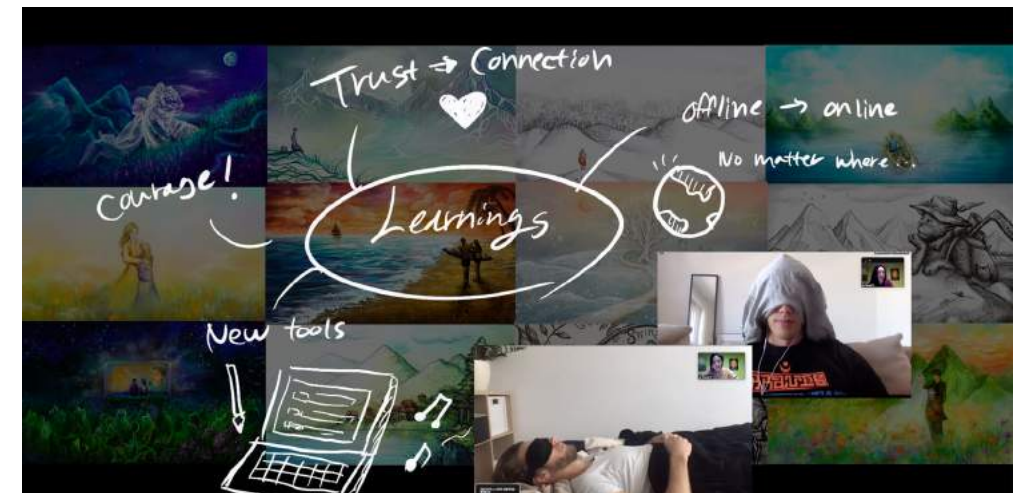 Trust → Connection
offline → online
No matter where...
Courage!
Learnings
New tools